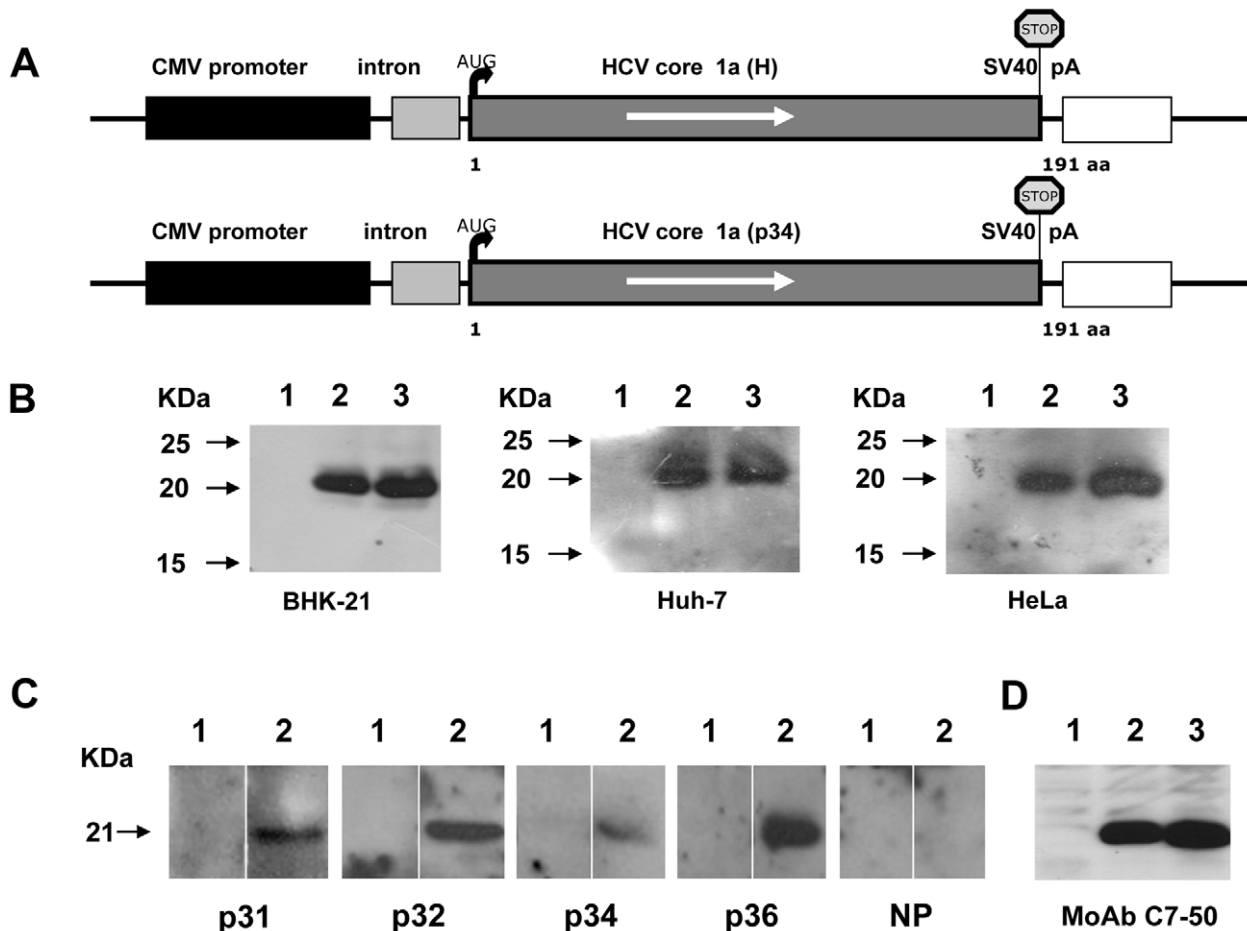 A
STOP
CMV promoter intron AUG HCV core 1a (H) SV40 pA
1 191 aa
STOP
CMV promoter intron AUG HCV core 1a (p34) SV40 pA
1 191 aa
B
KDa 1 2 3
25
20
15
BHK-21
KDa 1 2 3
25
20
15
Huh-7
KDa 1 2 3
25
20
15
HeLa
C
KDa
21
1 2
p31
1 2
p32
1 2
p34
1 2
p36
1 2
NP
D
1 2 3
MoAb C7-50